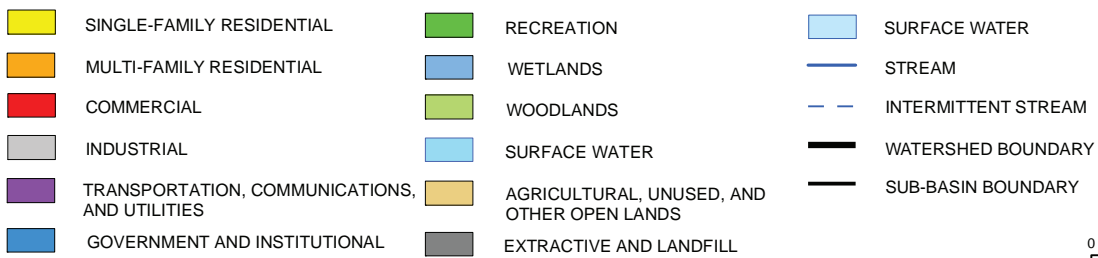 SINGLE-FAMILY RESIDENTIAL
MULTI-FAMILY RESIDENTIAL
COMMERCIAL
INDUSTRIAL
TRANSPORTATION, COMMUNICATIONS,
AND UTILITIES
GOVERNMENT AND INSTITUTIONAL
RECREATION
WETLANDS
WOODLANDS
SURFACE WATER
AGRICULTURAL, UNUSED, AND
OTHER OPEN LANDS
EXTRACTIVE AND LANDFILL
SURFACE WATER
STREAM
INTERMITTENT STREAM
WATERSHED BOUNDARY
SUB-BASIN BOUNDARY
0